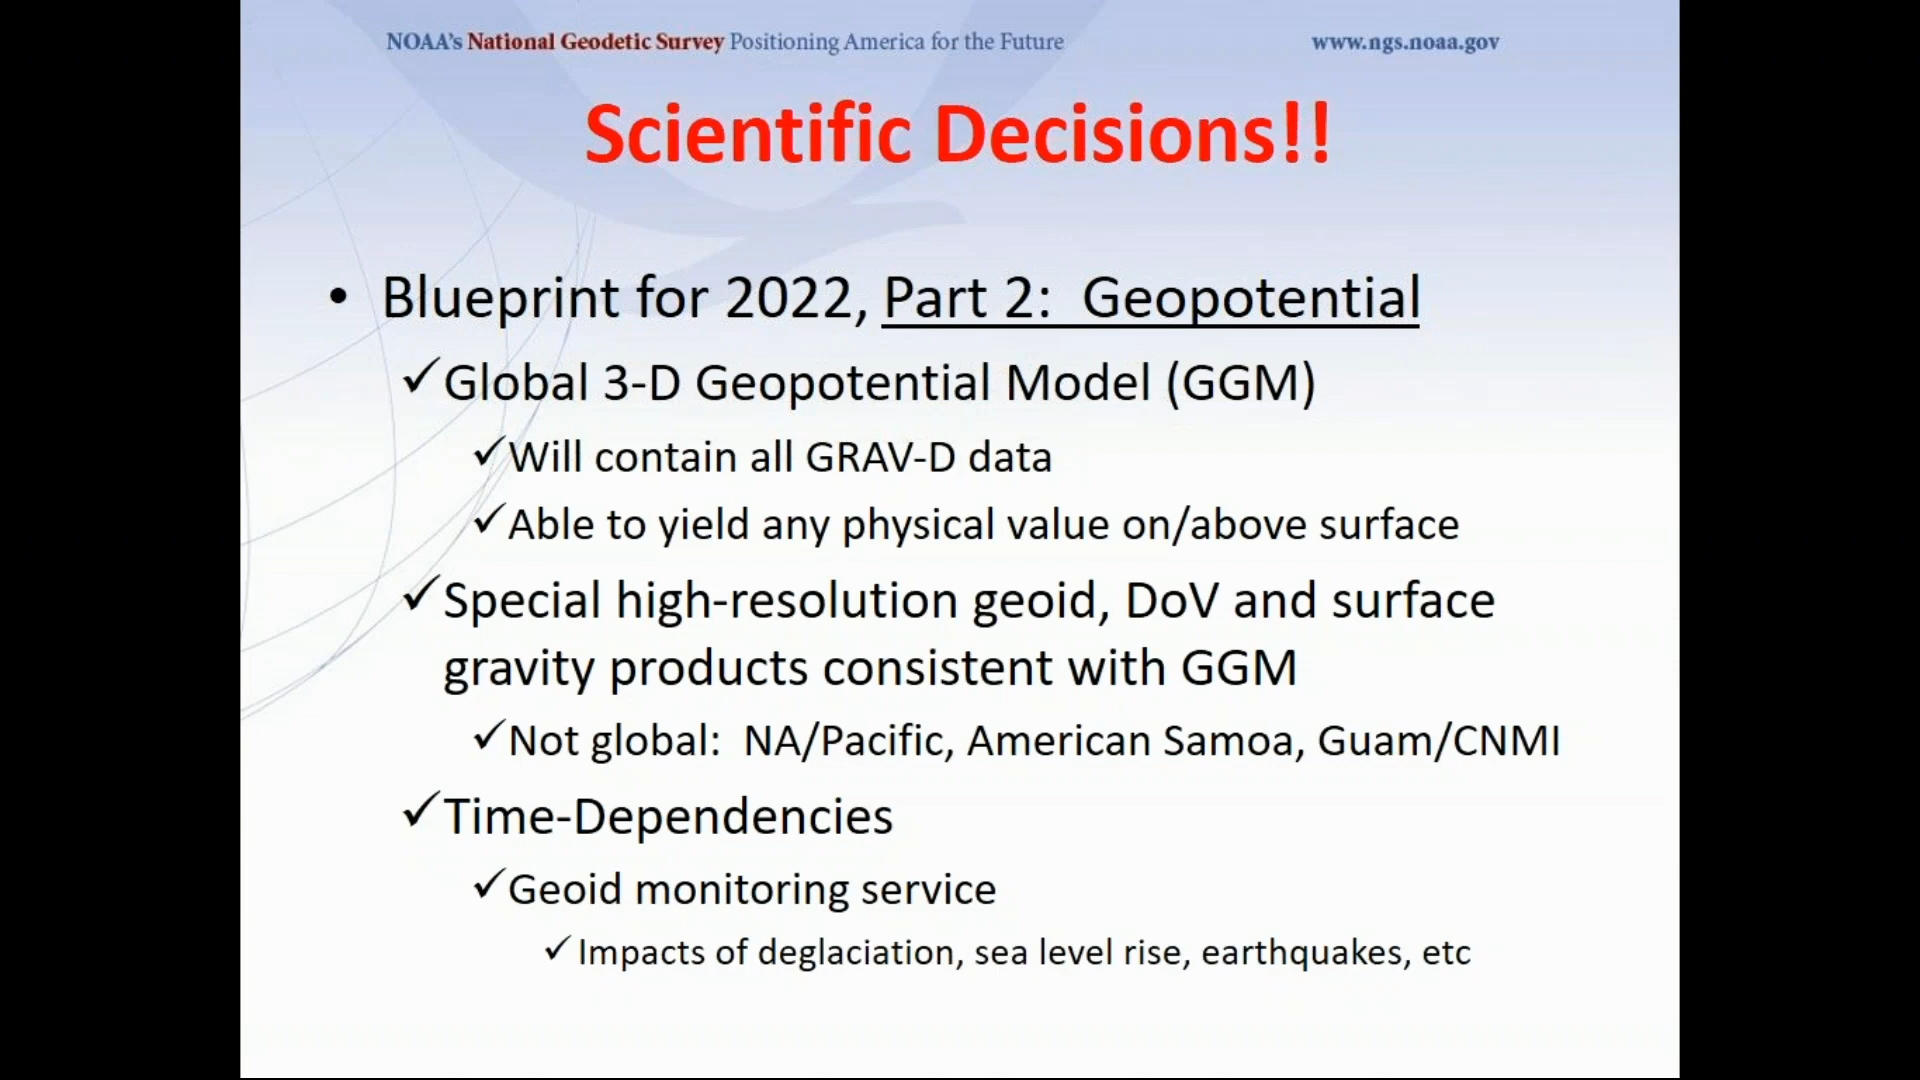 NOAA's National Geodetic Survey Positioning America for the Future www.ngs.noaa.gov
Scientific Decisions!!
• Blueprint for 2022, Part 2: Geopotential
✓Global 3-D Geopotential Model (GGM)
✓Will contain all GRAV-D data
✓Able to yield any physical value on/above surface
✓Special high-resolution geoid, DoV and surface
gravity products consistent with GGM
✓Not global: NA/Pacific, American Samoa, Guam/CNMI
✓Time-Dependencies
✓Geoid monitoring service
✓Impacts of deglaciation, sea level rise, earthquakes, etc